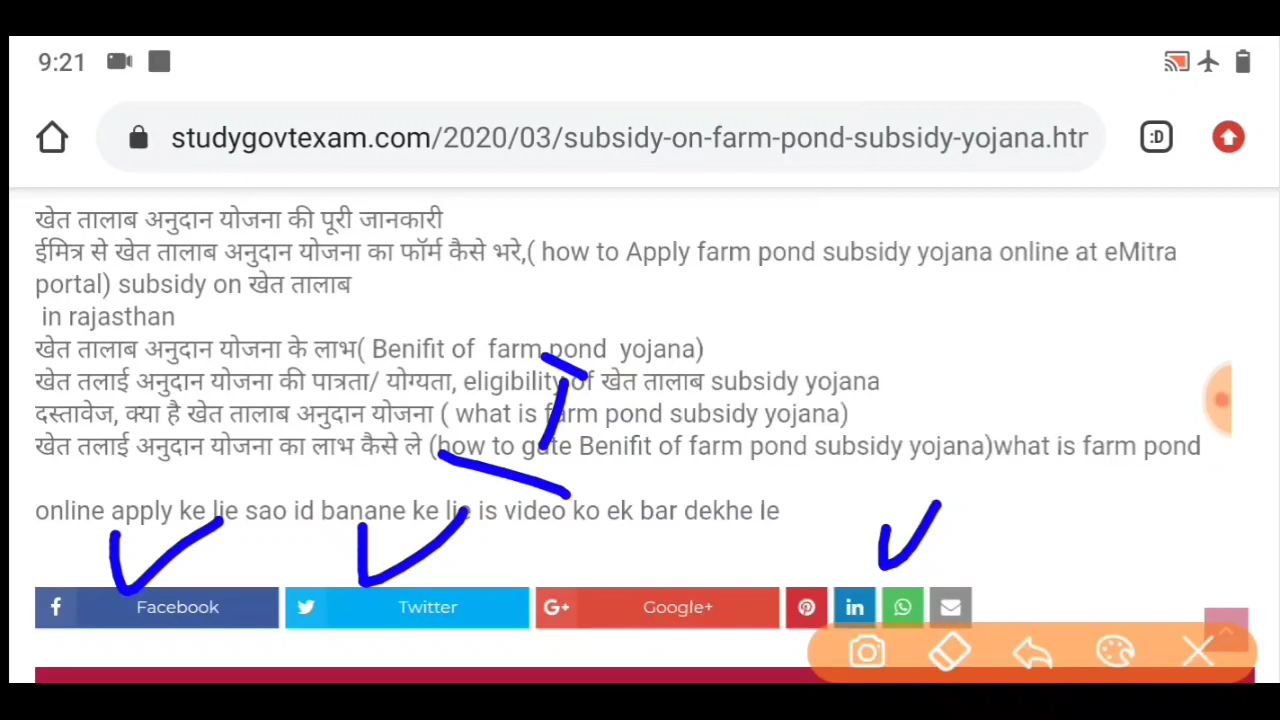 9:21
studygovtexam.com/2020/03/subsidy-on-farm-pond-subsidy-yojana.htr
:D
खेत तालाब अनुदान योजना की पूरी जानकारी
ईमित्र से खेत तालाब अनुदान योजना का फॉर्म कैसे भरे,( how to Apply farm pond subsidy yojana online at eMitra
portal) subsidy on खेत तालाब
in rajasthan
खेत तालाब अनुदान योजना के लाभ( Benifit of farm pond yojana)
खेत तलाई अनुदान योजना की पात्रता/ योग्यता, eligibility of खेत तालाब subsidy yojana
दस्तावेज, क्या है खेत तालाब अनुदान योजना ( what is farm pond subsidy yojana)
खेत तलाई अनुदान योजना का लाभ कैसे ले (how to gate Benifit of farm pond subsidy yojana)what is farm pond
online apply ke lie sao id banane ke lie is video ko ek bar dekhe le
f Facebook Twitter G+ Google+ in